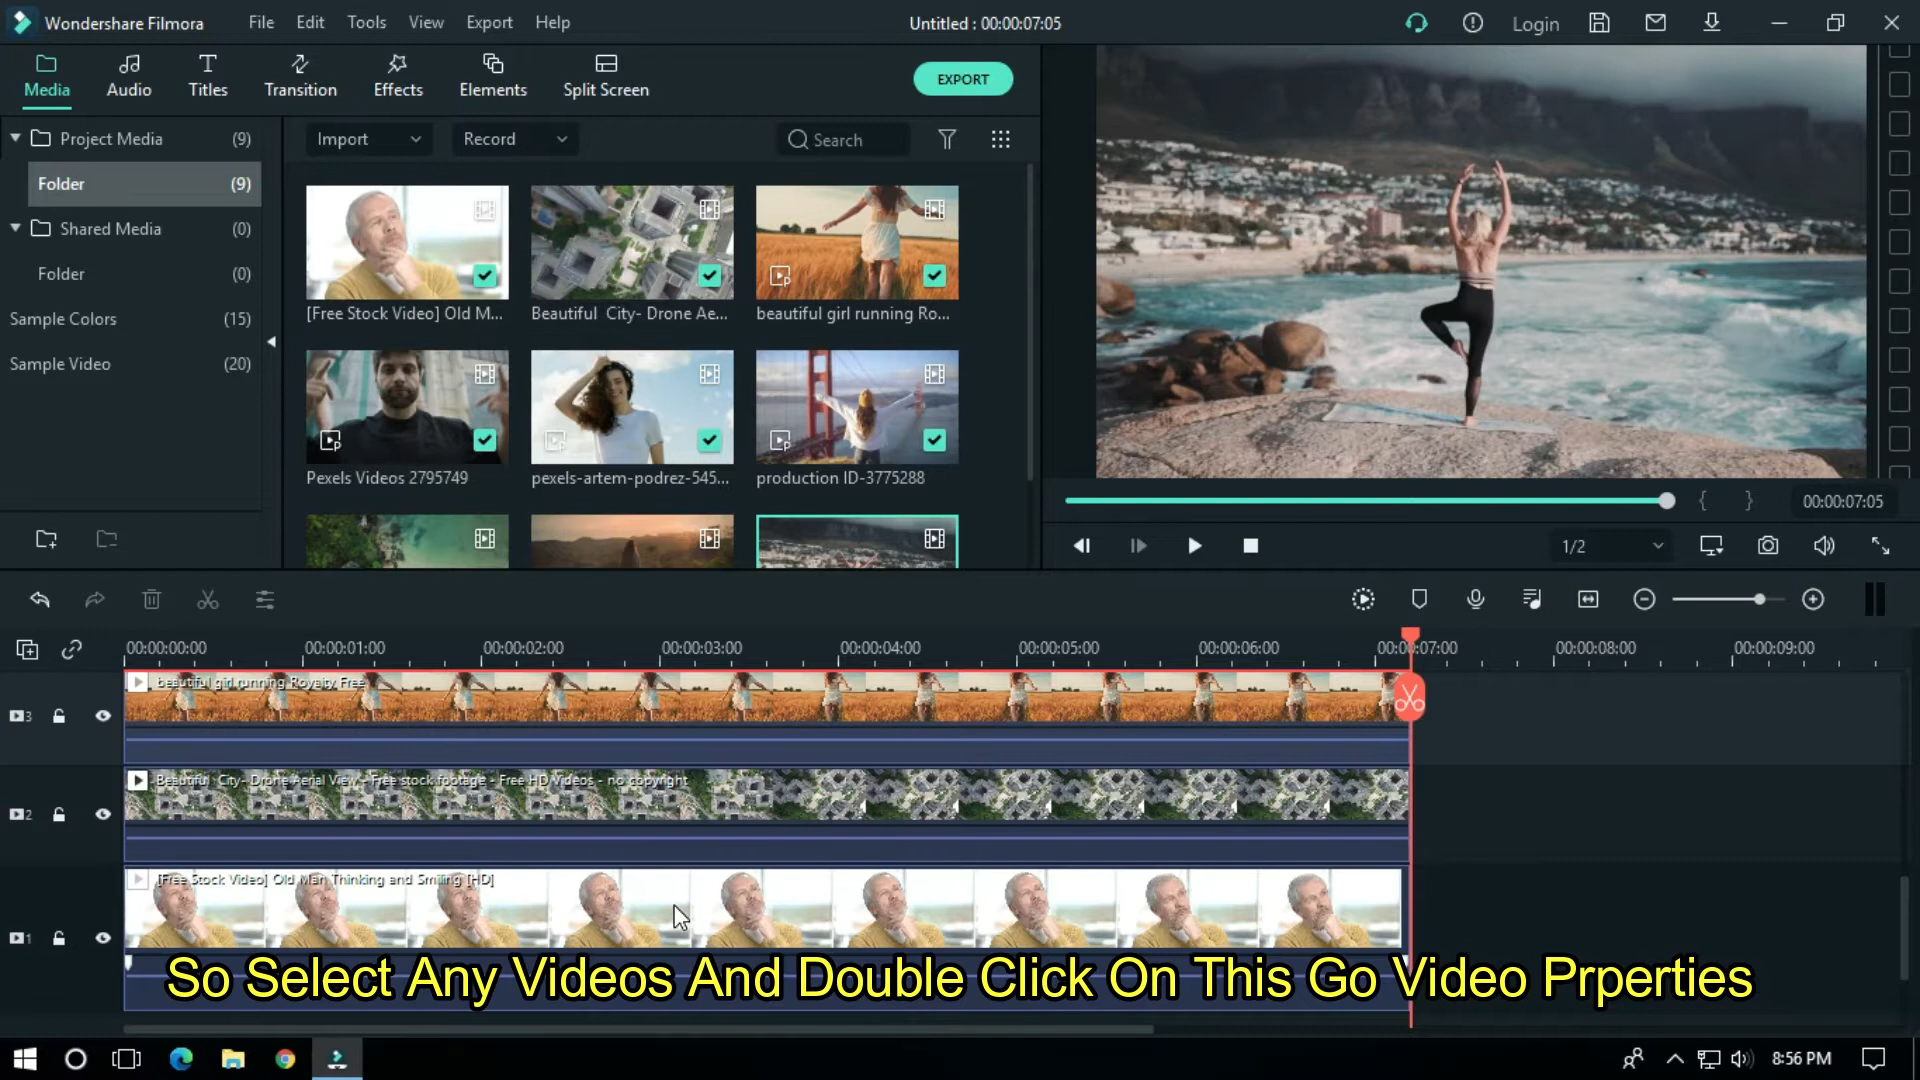 Wondershare Filmora
File Edit Tools View Export Help
Untitled : 00:00:07:05
Login
Media Audio Titles Transition Effects Elements Split Screen
EXPORT
Project Media (9)
Folder (9)
Shared Media (0)
Folder (0)
Sample Colors (15)
Sample Video (20)
Import Record Search
[Free Stock Video] Old M... Beautiful City- Drone Ae... beautiful girl running Ro...
Pexels Videos 2795749 pexels-artem-podrez-545... production ID-3775288
00:00:07:05
1/2
00:00:00:00 00:00:01:00 00:00:02:00 00:00:03:00 00:00:04:00 00:00:05:00 00:00:06:00 00:00:07:00 00:00:08:00 00:00:09:00
3
beautiful girl running Royalty Free
2
Beautiful City- Drone Aerial View - Free stock footage - Free HD Videos - no copyright
1
[Free Stock Video] Old Man Thinking and Smiling [HD]
So Select Any Videos And Double Click On This Go Video Prperties
8:56 PM